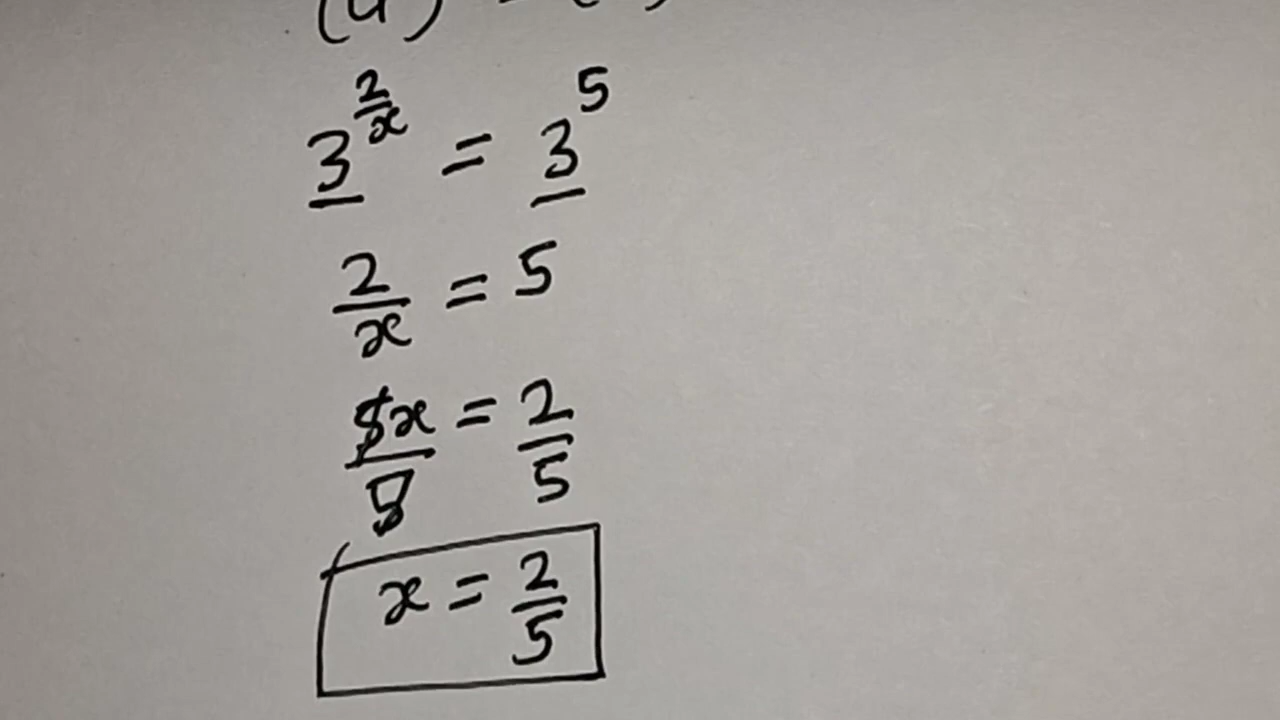 3^{2/x} = 3^5
2/x = 5
5x/5 = 2/5
x = 2/5